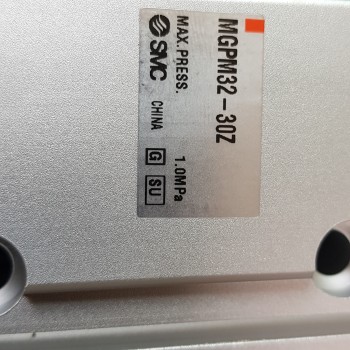 MGPM32-30Z
MAX.PRESS. 1.0MPa
SMC CHINA G SU